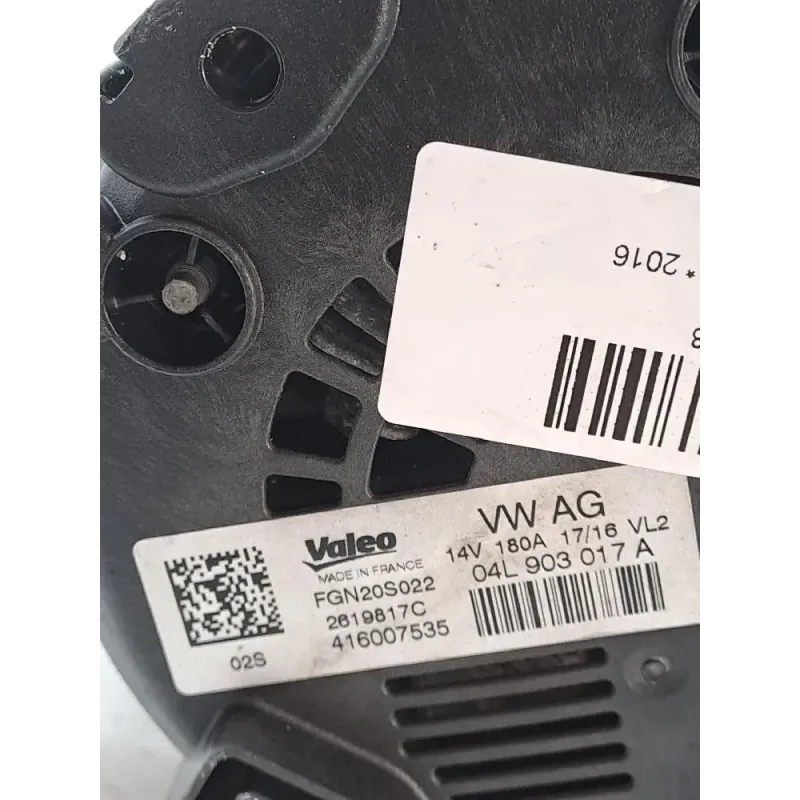 * 2016
Valeo
MADE IN FRANCE
FGN20S022
2619817C
416007535
02S
VW AG
14V 180A 17/16 VL2
04L 903 017 A